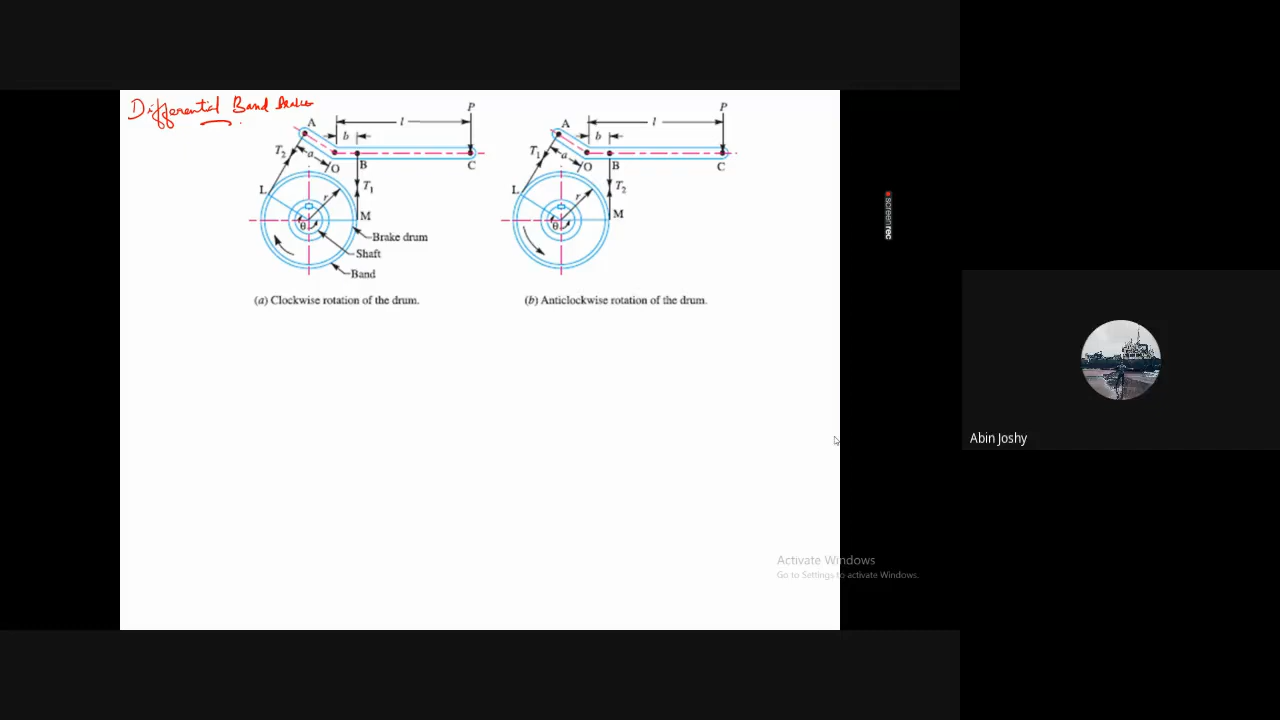 Differential Band brake
P
P
A
l
A
l
b
b
T2
a
T1
a
O
B
C
O
B
C
L
T1
L
T2
r
r
M
M
θ
θ
Brake drum
Shaft
Band
(a) Clockwise rotation of the drum.
(b) Anticlockwise rotation of the drum.
screenrec
Abin Joshy
Activate Windows
Go to Settings to activate Windows.